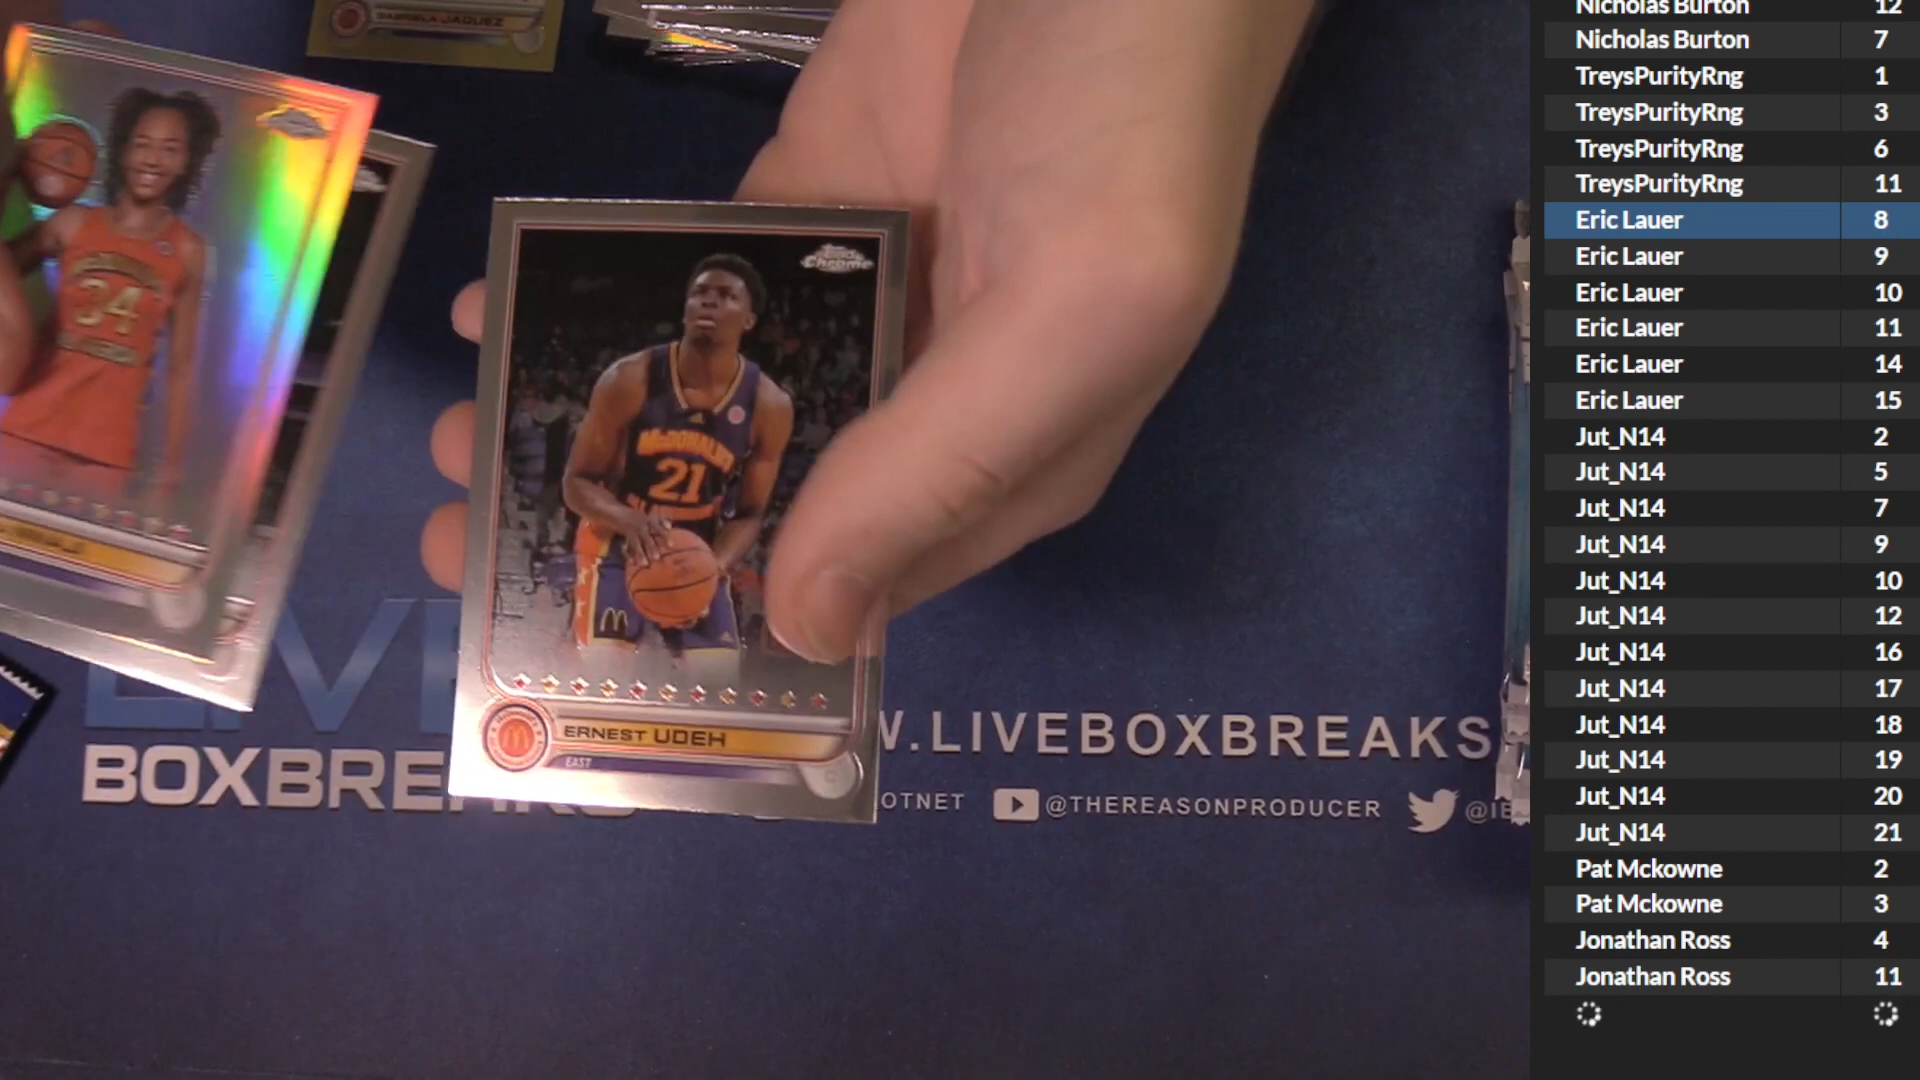 GABRIELA JAQUEZ
34
Topps
Chrome
McDONALD'S
21
ERNEST UDEH
EAST
C
LIVE
BOXBRE
W.LIVEBOXBREAKS
OTNET
@THEREASONPRODUCER
Nicholas Burton 12
Nicholas Burton 7
TreysPurityRng 1
TreysPurityRng 3
TreysPurityRng 6
TreysPurityRng 11
Eric Lauer 8
Eric Lauer 9
Eric Lauer 10
Eric Lauer 11
Eric Lauer 14
Eric Lauer 15
Jut_N14 2
Jut_N14 5
Jut_N14 7
Jut_N14 9
Jut_N14 10
Jut_N14 12
Jut_N14 16
Jut_N14 17
Jut_N14 18
Jut_N14 19
Jut_N14 20
Jut_N14 21
Pat Mckowne 2
Pat Mckowne 3
Jonathan Ross 4
Jonathan Ross 11